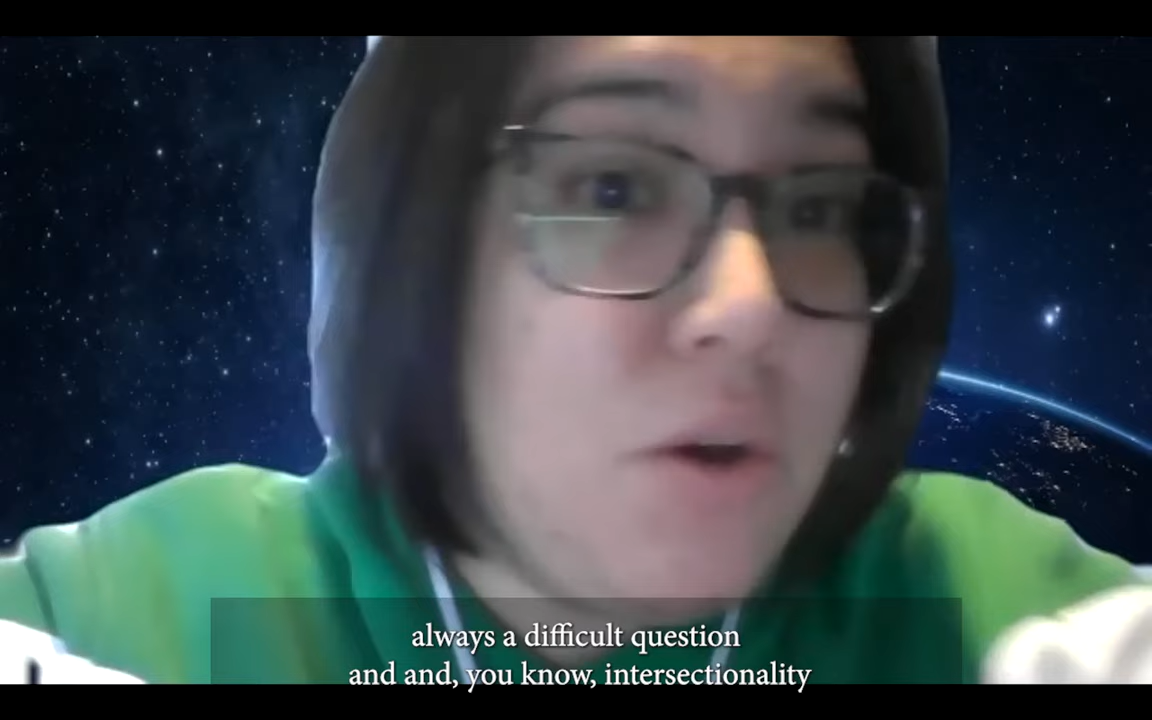 always a difficult question
and and, you know, intersectionality